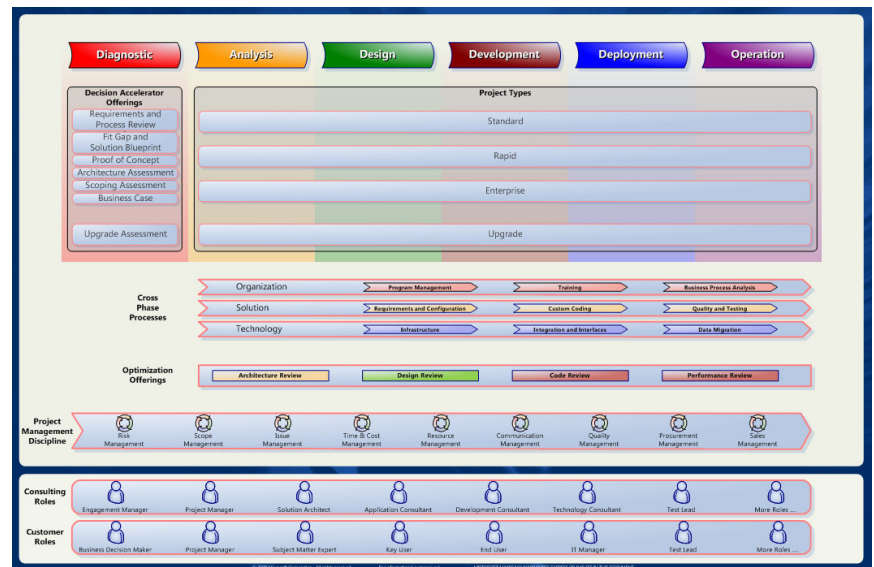 Diagnostic
Analysis
Design
Development
Deployment
Operation
Decision Accelerator
Offerings
Requirements and
Process Review
Fit Gap and
Solution Blueprint
Proof of Concept
Architecture Assessment
Scoping Assessment
Business Case
Upgrade Assessment
Project Types
Standard
Rapid
Enterprise
Upgrade
Cross
Phase
Processes
Organization
Program Management
Training
Business Process Analysis
Solution
Requirements and Configuration
Custom Coding
Quality and Testing
Technology
Infrastructure
Integration and Interfaces
Data Migration
Optimization
Offerings
Architecture Review
Design Review
Code Review
Performance Review
Project
Management
Discipline
Risk
Management
Scope
Management
Issue
Management
Time & Cost
Management
Resource
Management
Communication
Management
Quality
Management
Procurement
Management
Sales
Management
Consulting
Roles
Engagement Manager
Project Manager
Solution Architect
Application Consultant
Development Consultant
Technology Consultant
Test Lead
More Roles ...
Customer
Roles
Business Decision Maker
Project Manager
Subject Matter Expert
Key User
End User
IT Manager
Test Lead
More Roles ...